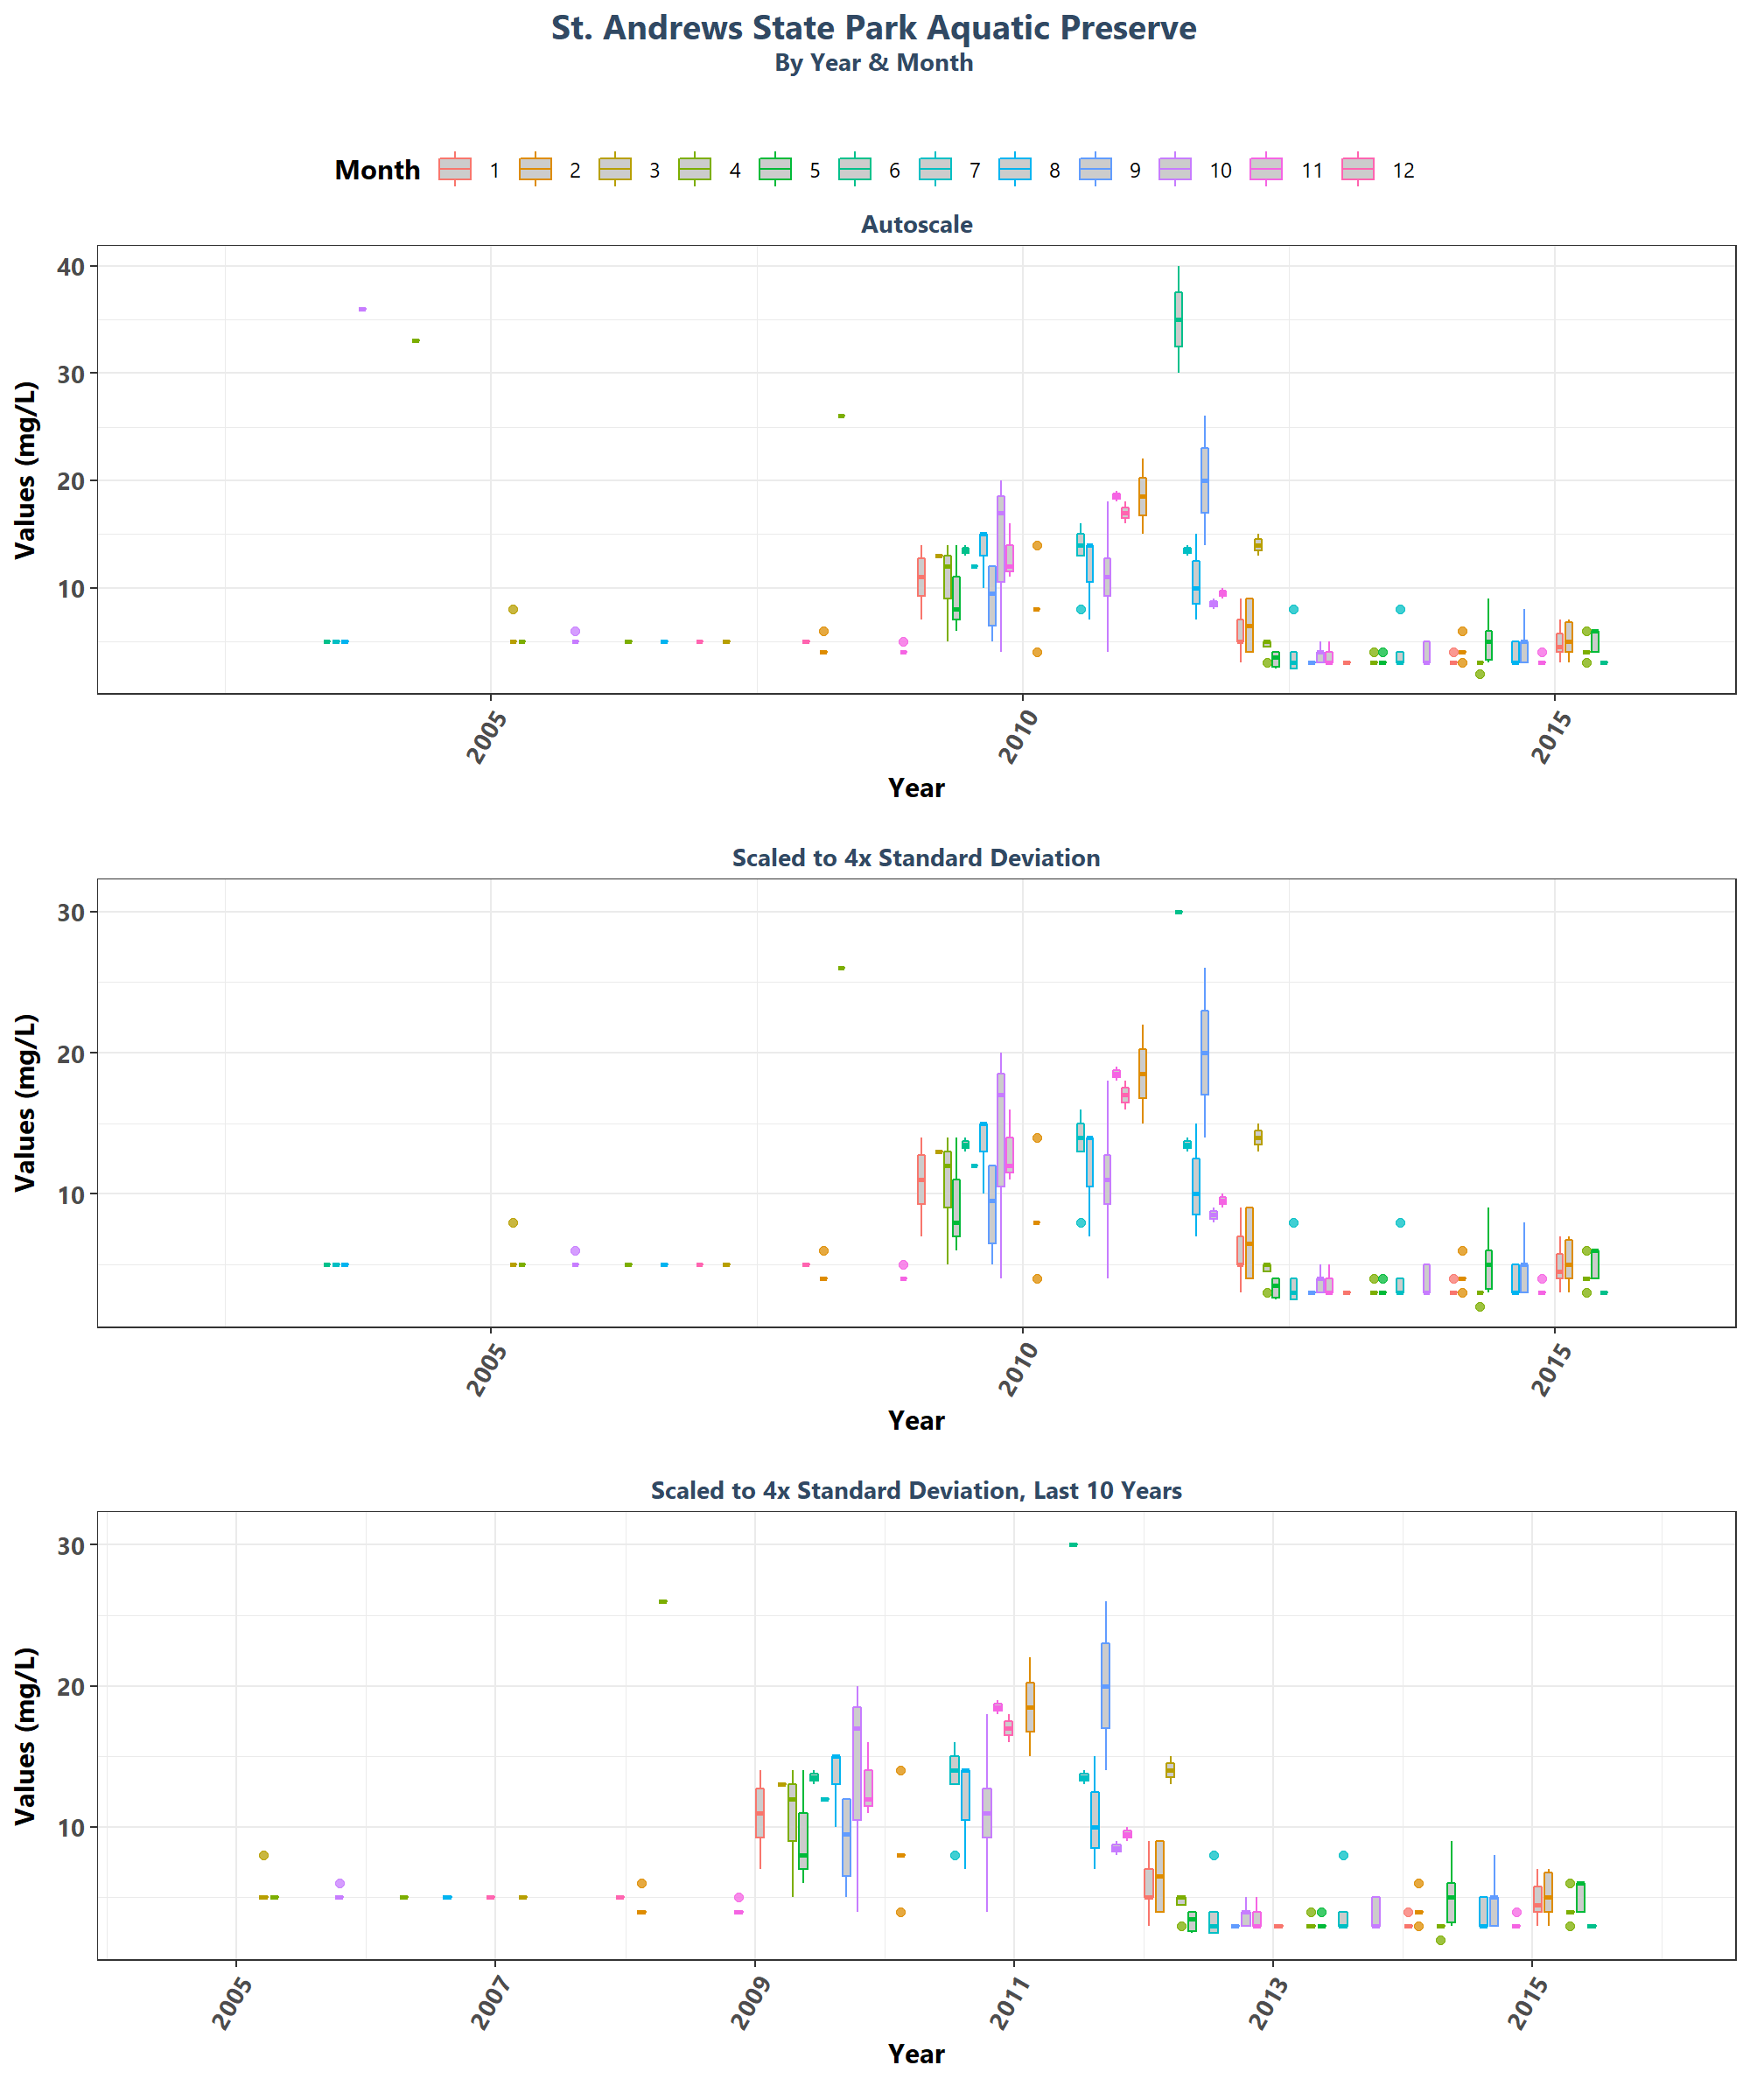 St. Andrews State Park Aquatic Preserve
By Year & Month
Month 1 2 3 4 5 6 7 8 9 10 11 12
Autoscale
40
30
20
10
Values (mg/L)
2005 2010 2015
Year
Scaled to 4x Standard Deviation
30
20
10
Values (mg/L)
2005 2010 2015
Year
Scaled to 4x Standard Deviation, Last 10 Years
30
20
10
Values (mg/L)
2005 2007 2009 2011 2013 2015
Year